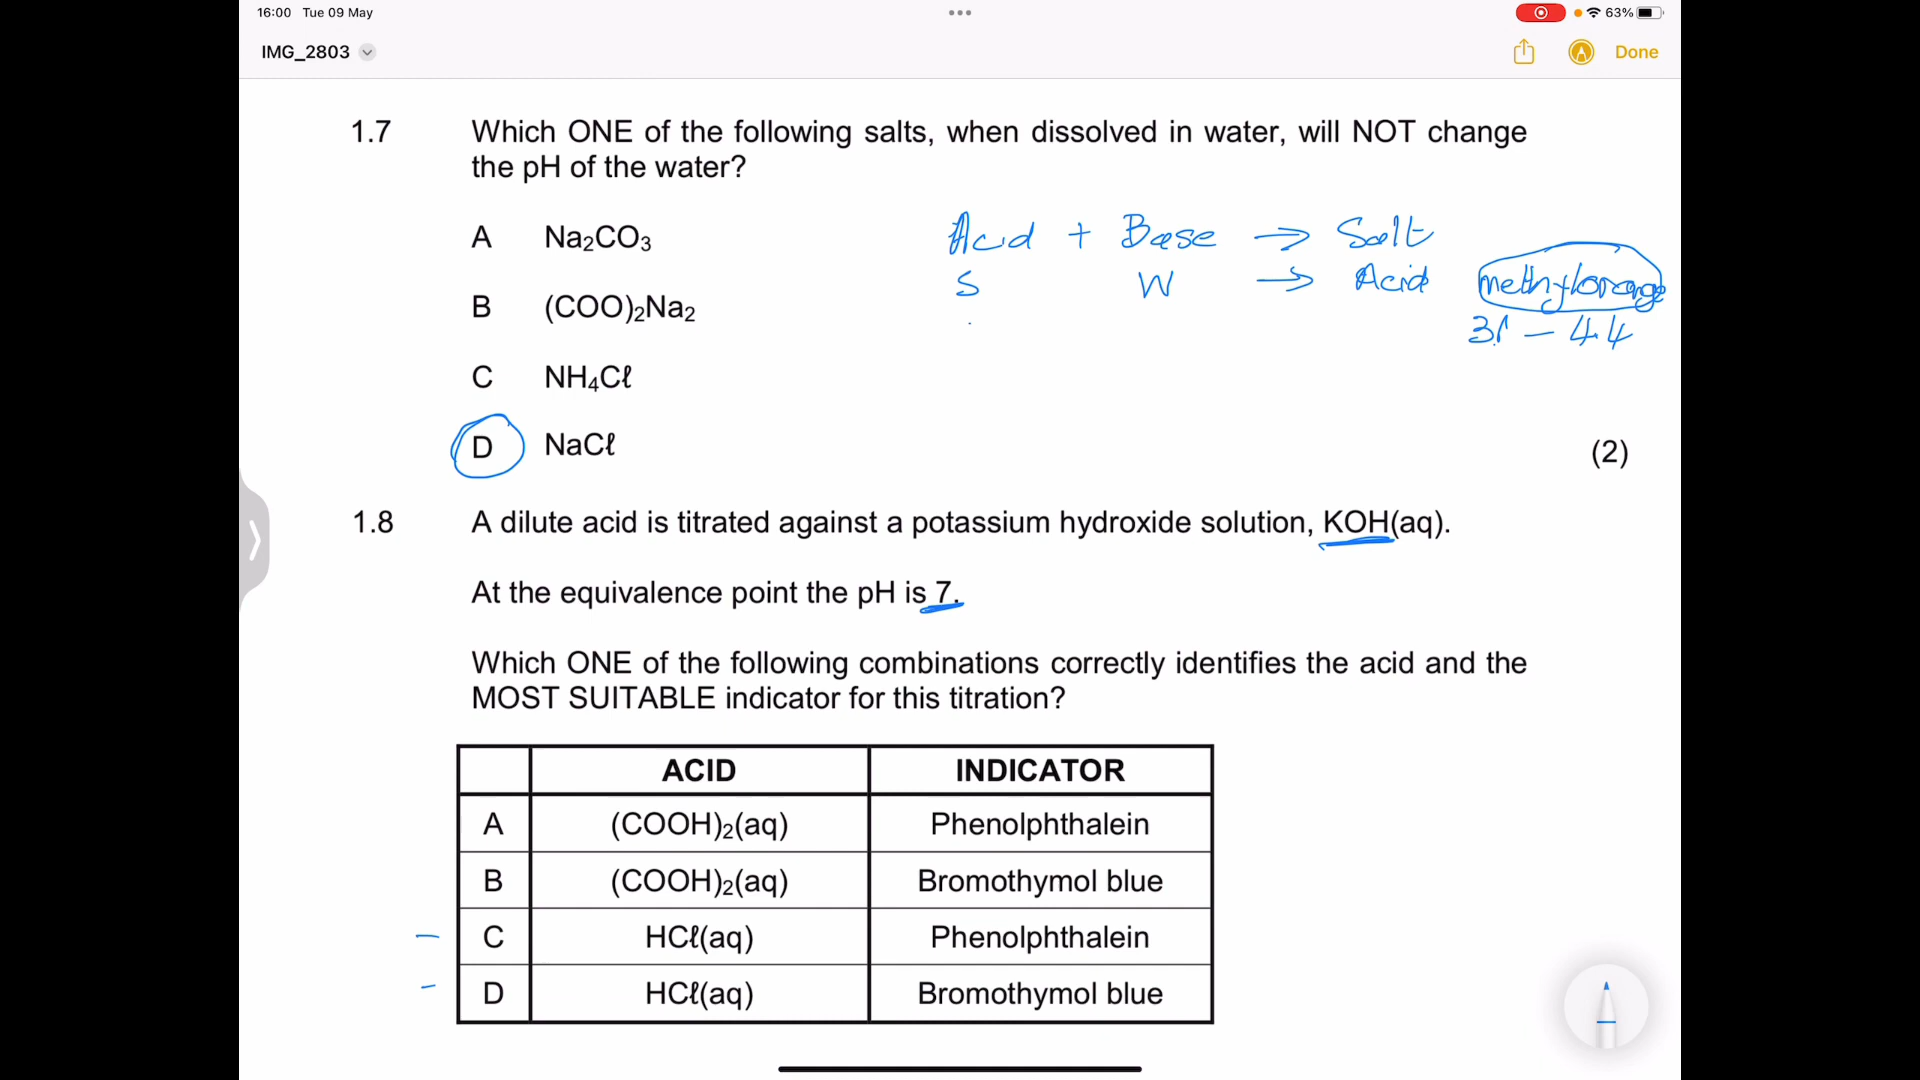 16:00 Tue 09 May
63%
IMG_2803
Done
1.7 Which ONE of the following salts, when dissolved in water, will NOT change
the pH of the water?
A Na₂CO₃
Acid + Base → Salt
S W → Acid methylorange
B (COO)₂Na₂
3.1 – 4.4
C NH₄Cℓ
D NaCℓ
(2)
1.8 A dilute acid is titrated against a potassium hydroxide solution, KOH(aq).
At the equivalence point the pH is 7.
Which ONE of the following combinations correctly identifies the acid and the
MOST SUITABLE indicator for this titration?
ACID INDICATOR
A (COOH)₂(aq) Phenolphthalein
B (COOH)₂(aq) Bromothymol blue
C HCℓ(aq) Phenolphthalein
D HCℓ(aq) Bromothymol blue